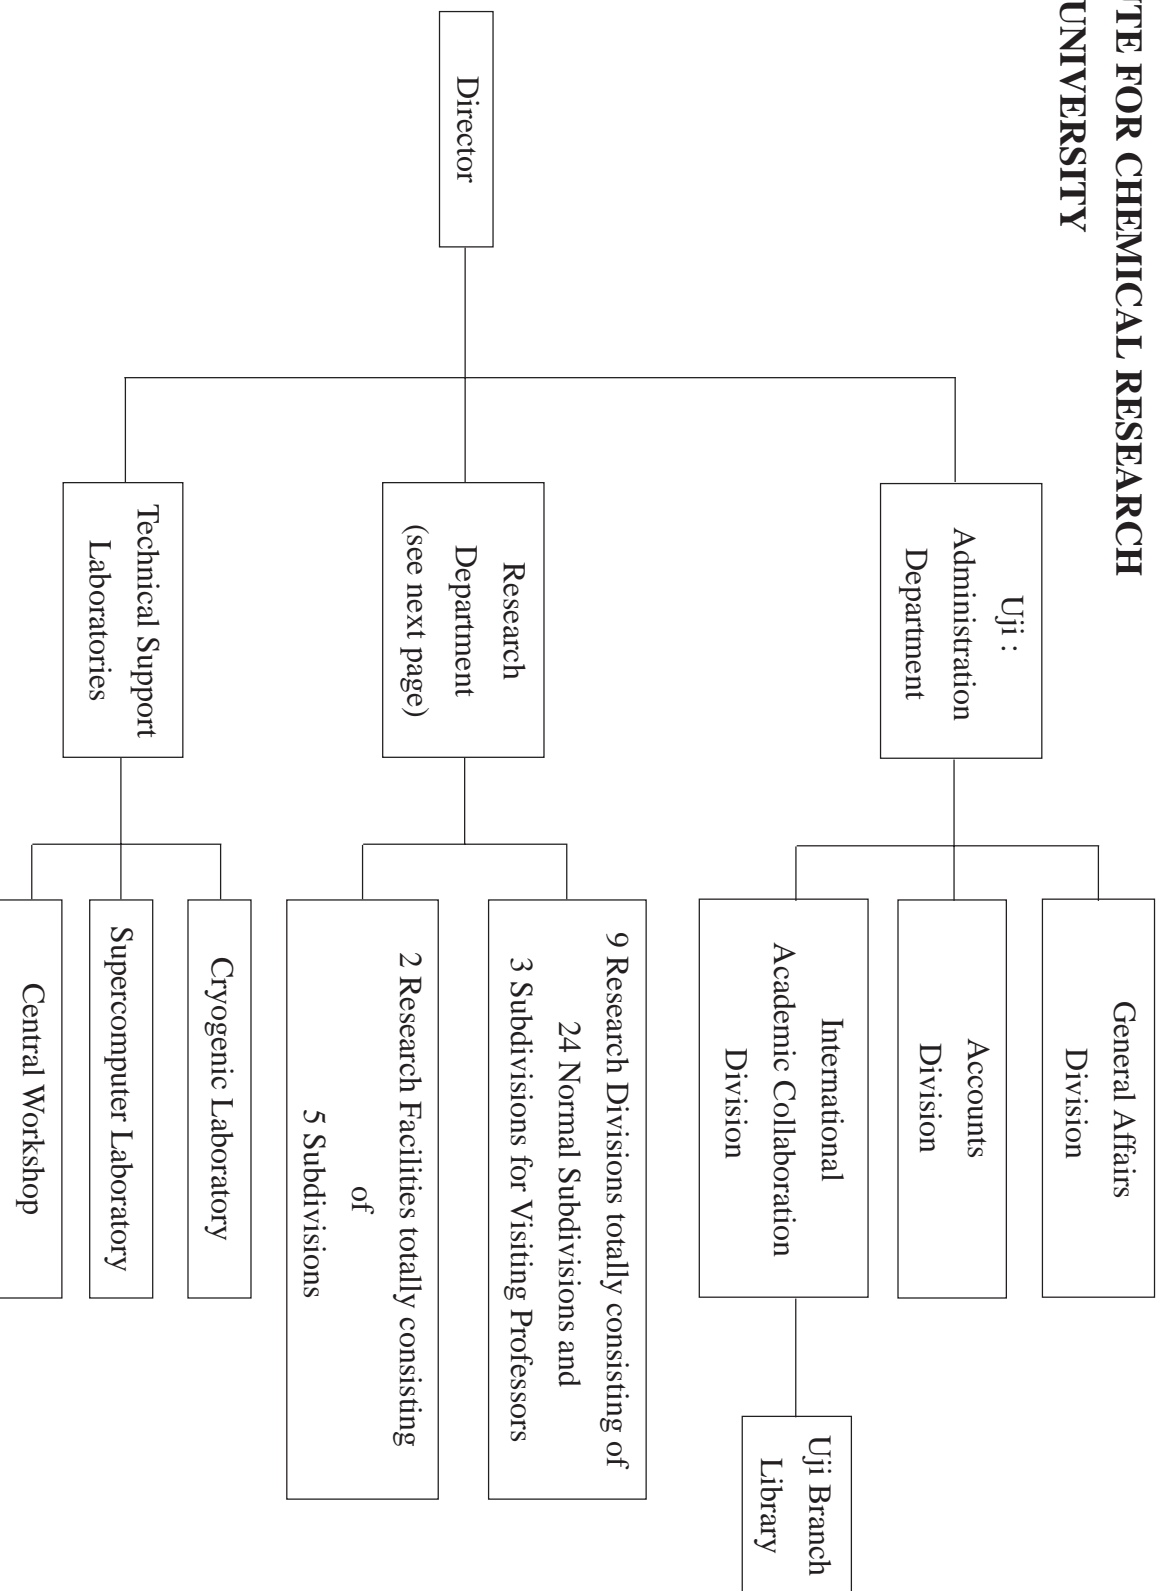 TE FOR CHEMICAL RESEARCH
UNIVERSITY
Director
Uji :
Administration
Department
General Affairs
Division
Accounts
Division
International
Academic Collaboration
Division
Uji Branch
Library
Research
Department
(see next page)
9 Research Divisions totally consisting of
24 Normal Subdivisions and
3 Subdivisions for Visiting Professors
2 Research Facilities totally consisting
of
5 Subdivisions
Technical Support
Laboratories
Cryogenic Laboratory
Supercomputer Laboratory
Central Workshop